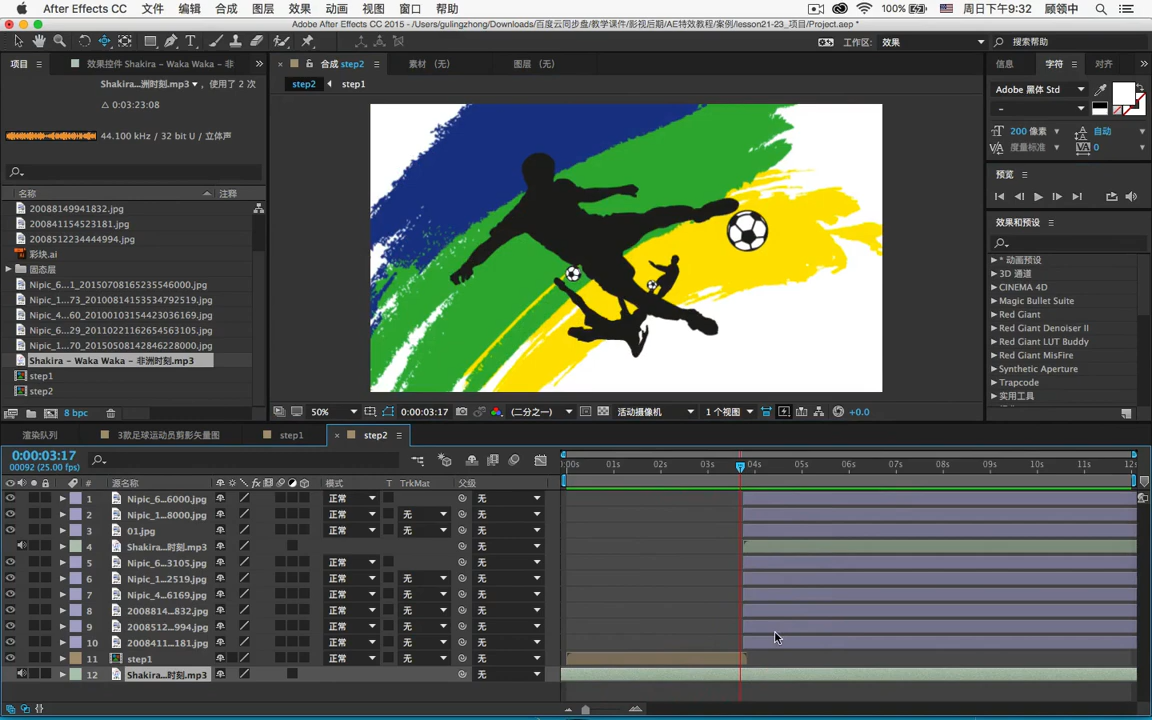 After Effects CC 文件 编辑 合成 图层 效果 动画 视图 窗口 帮助 100% 周日下午9:32 顾领中
Adobe After Effects CC 2015 - /Users/gulingzhong/Downloads/百度云同步盘/教学课件/影视后期/AE特效教程/案例/lesson21-23_项目/Project.aep *
工作区: 效果 搜索帮助
项目 效果控件 Shakira – Waka Waka – 非 合成 step2 素材 (无) 图层 (无) 信息 字符 对齐
step2 step1
Shakira...洲时刻.mp3 , 使用了 2 次
Δ 0:03:23:08
44.100 kHz / 32 bit U / 立体声
Adobe 黑体 Std
-
200 像素 自动
度量标准 0
预览
效果和预设
* 动画预设
3D 通道
CINEMA 4D
Magic Bullet Suite
Red Giant
Red Giant Denoiser II
Red Giant LUT Buddy
Red Giant MisFire
Synthetic Aperture
Trapcode
实用工具
名称 注释
20088149941832.jpg
200841154523181.jpg
2008512234444994.jpg
彩块.ai
固态层
Nipic_6...1_20150708165235546000.jpg
Nipic_1...73_20100814153534792519.jpg
Nipic_4...60_20100103154023036169.jpg
Nipic_6...29_20110221162654563105.jpg
Nipic_1...70_20150508142846228000.jpg
Shakira – Waka Waka – 非洲时刻.mp3
step1
step2
8 bpc
50% 0:00:03:17 (二分之一) 活动摄像机 1 个视图 +0.0
渲染队列 3款足球运动员剪影矢量图 step1 step2
0:00:03:17
00092 (25.00 fps)
:00s 01s 02s 03s 04s 05s 06s 07s 08s 09s 10s 11s 12s
# 源名称 fx 模式 T TrkMat 父级
1 Nipic_6...6000.jpg 正常 无
2 Nipic_1...8000.jpg 正常 无 无
3 01.jpg 正常 无 无
4 Shakira...时刻.mp3 无
5 Nipic_6...3105.jpg 正常 无
6 Nipic_1...2519.jpg 正常 无 无
7 Nipic_4...6169.jpg 正常 无 无
8 2008814...832.jpg 正常 无 无
9 2008512...994.jpg 正常 无 无
10 2008411...181.jpg 正常 无 无
11 step1 正常 无 无
12 Shakira...时刻.mp3 无